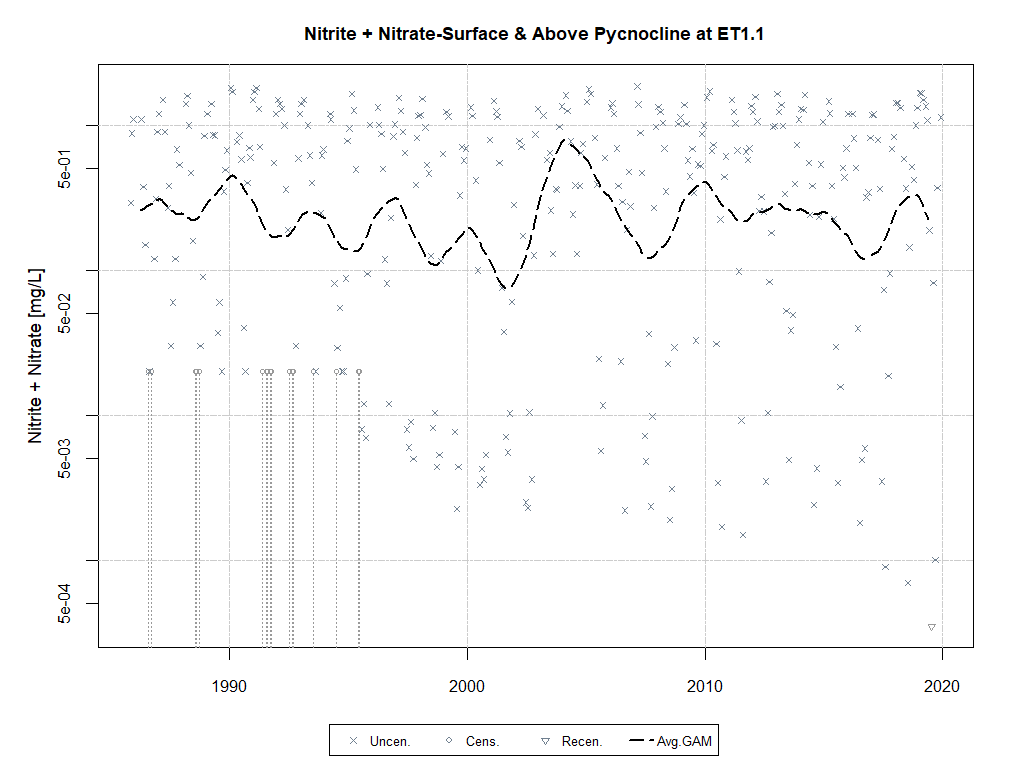 Nitrite + Nitrate-Surface & Above Pycnocline at ET1.1
Nitrite + Nitrate [mg/L]
5e-01
5e-02
5e-03
5e-04
1990 2000 2010 2020
Uncen. Cens. Recen. Avg.GAM